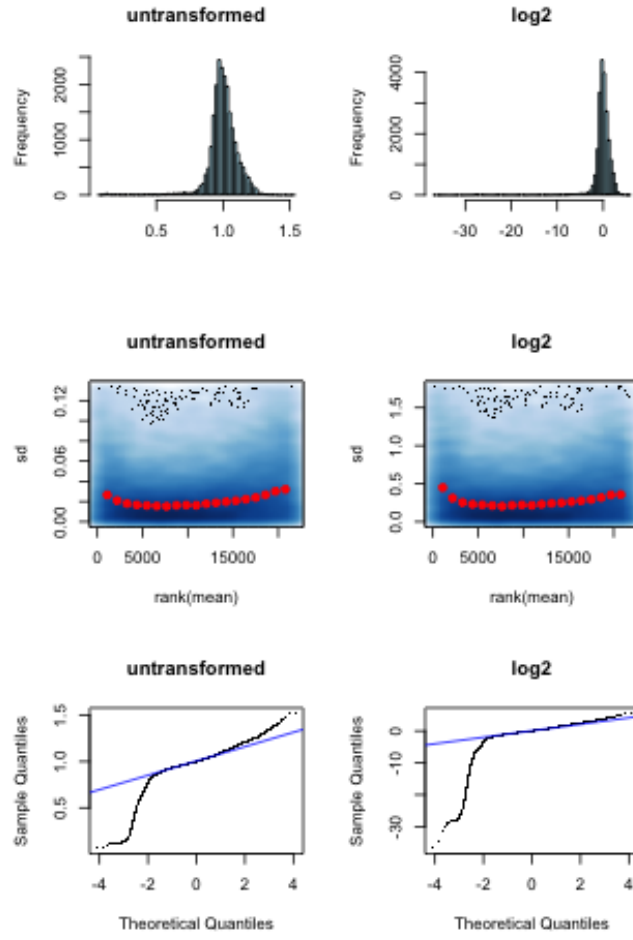 untransformed log2
Frequency
0 1000 2000
0.5 1.0 1.5
Frequency
0 2000 4000
-30 -20 -10 0
untransformed log2
sd
0.00 0.06 0.12
0 5000 15000
rank(mean)
sd
0.0 0.5 1.0 1.5
0 5000 15000
rank(mean)
untransformed log2
Sample Quantiles
0.5 1.0 1.5
-4 -2 0 2 4
Theoretical Quantiles
Sample Quantiles
-30 -10 0
-4 -2 0 2 4
Theoretical Quantiles